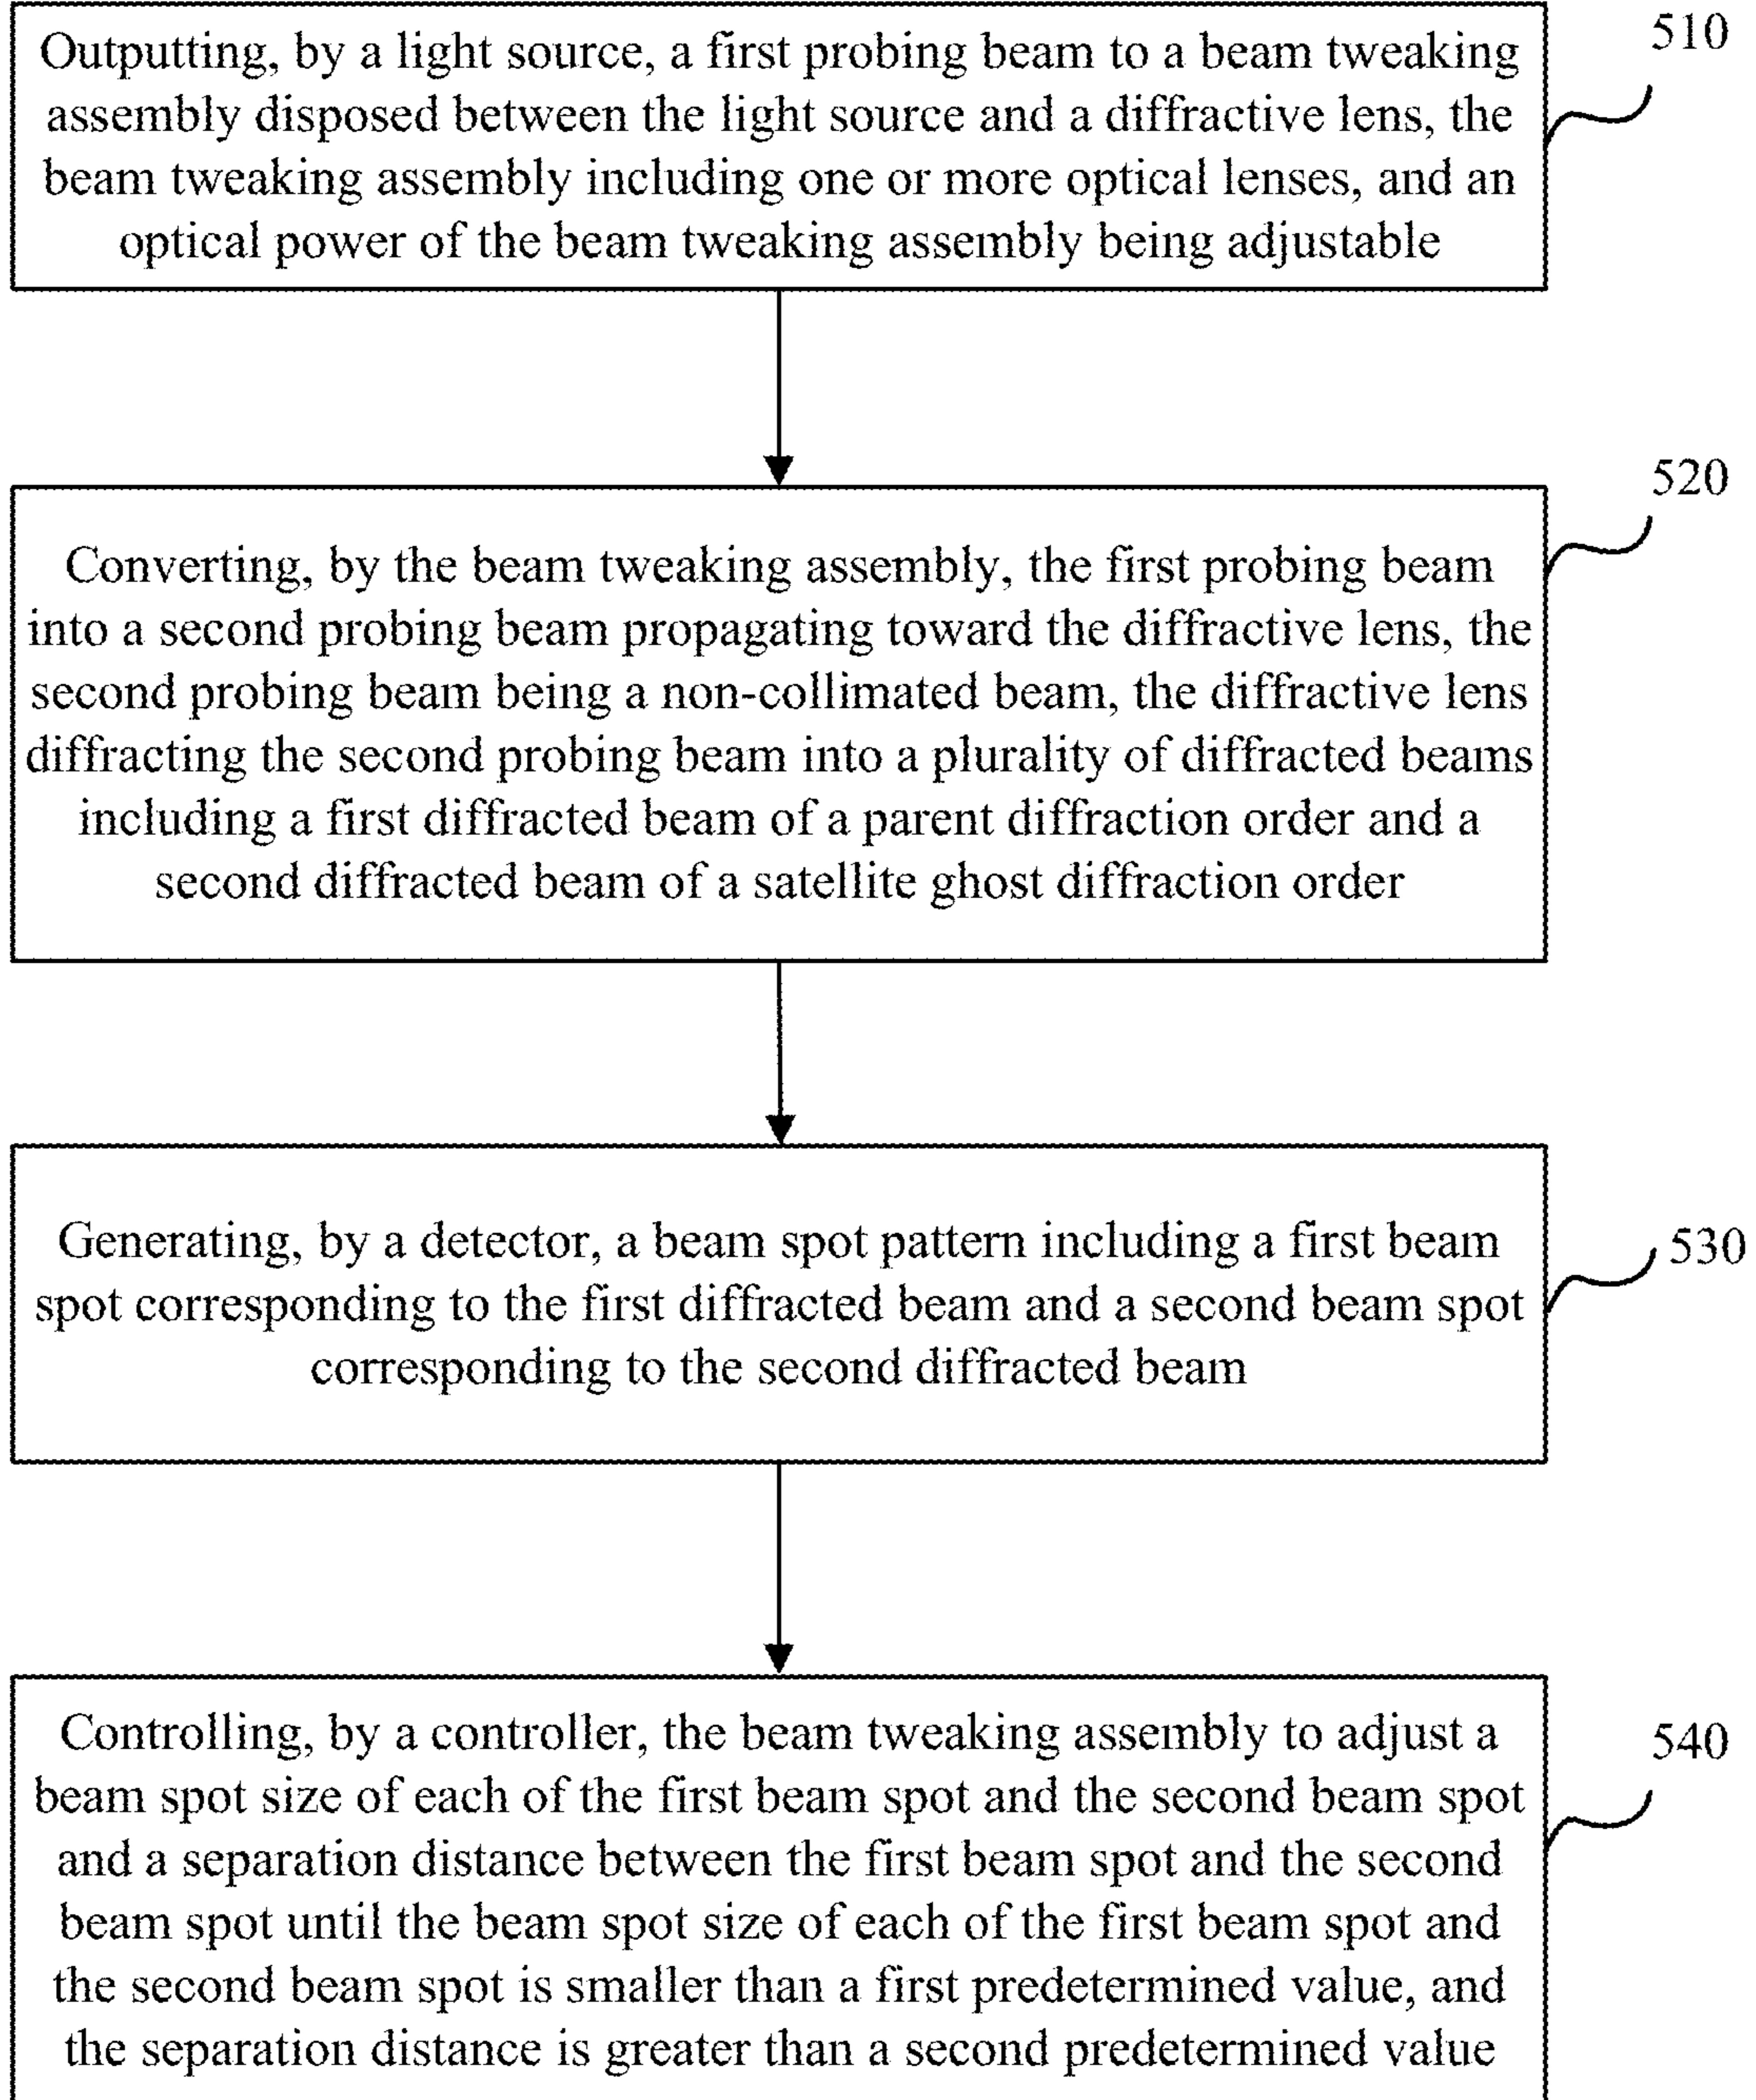 Outputting, by a light source, a first probing beam to a beam tweaking
assembly disposed between the light source and a diffractive lens, the
beam tweaking assembly including one or more optical lenses, and an
optical power of the beam tweaking assembly being adjustable
510
Converting, by the beam tweaking assembly, the first probing beam
into a second probing beam propagating toward the diffractive lens, the
second probing beam being a non-collimated beam, the diffractive lens
diffracting the second probing beam into a plurality of diffracted beams
including a first diffracted beam of a parent diffraction order and a
second diffracted beam of a satellite ghost diffraction order
520
Generating, by a detector, a beam spot pattern including a first beam
spot corresponding to the first diffracted beam and a second beam spot
corresponding to the second diffracted beam
530
Controlling, by a controller, the beam tweaking assembly to adjust a
beam spot size of each of the first beam spot and the second beam spot
and a separation distance between the first beam spot and the second
beam spot until the beam spot size of each of the first beam spot and
the second beam spot is smaller than a first predetermined value, and
the separation distance is greater than a second predetermined value
540